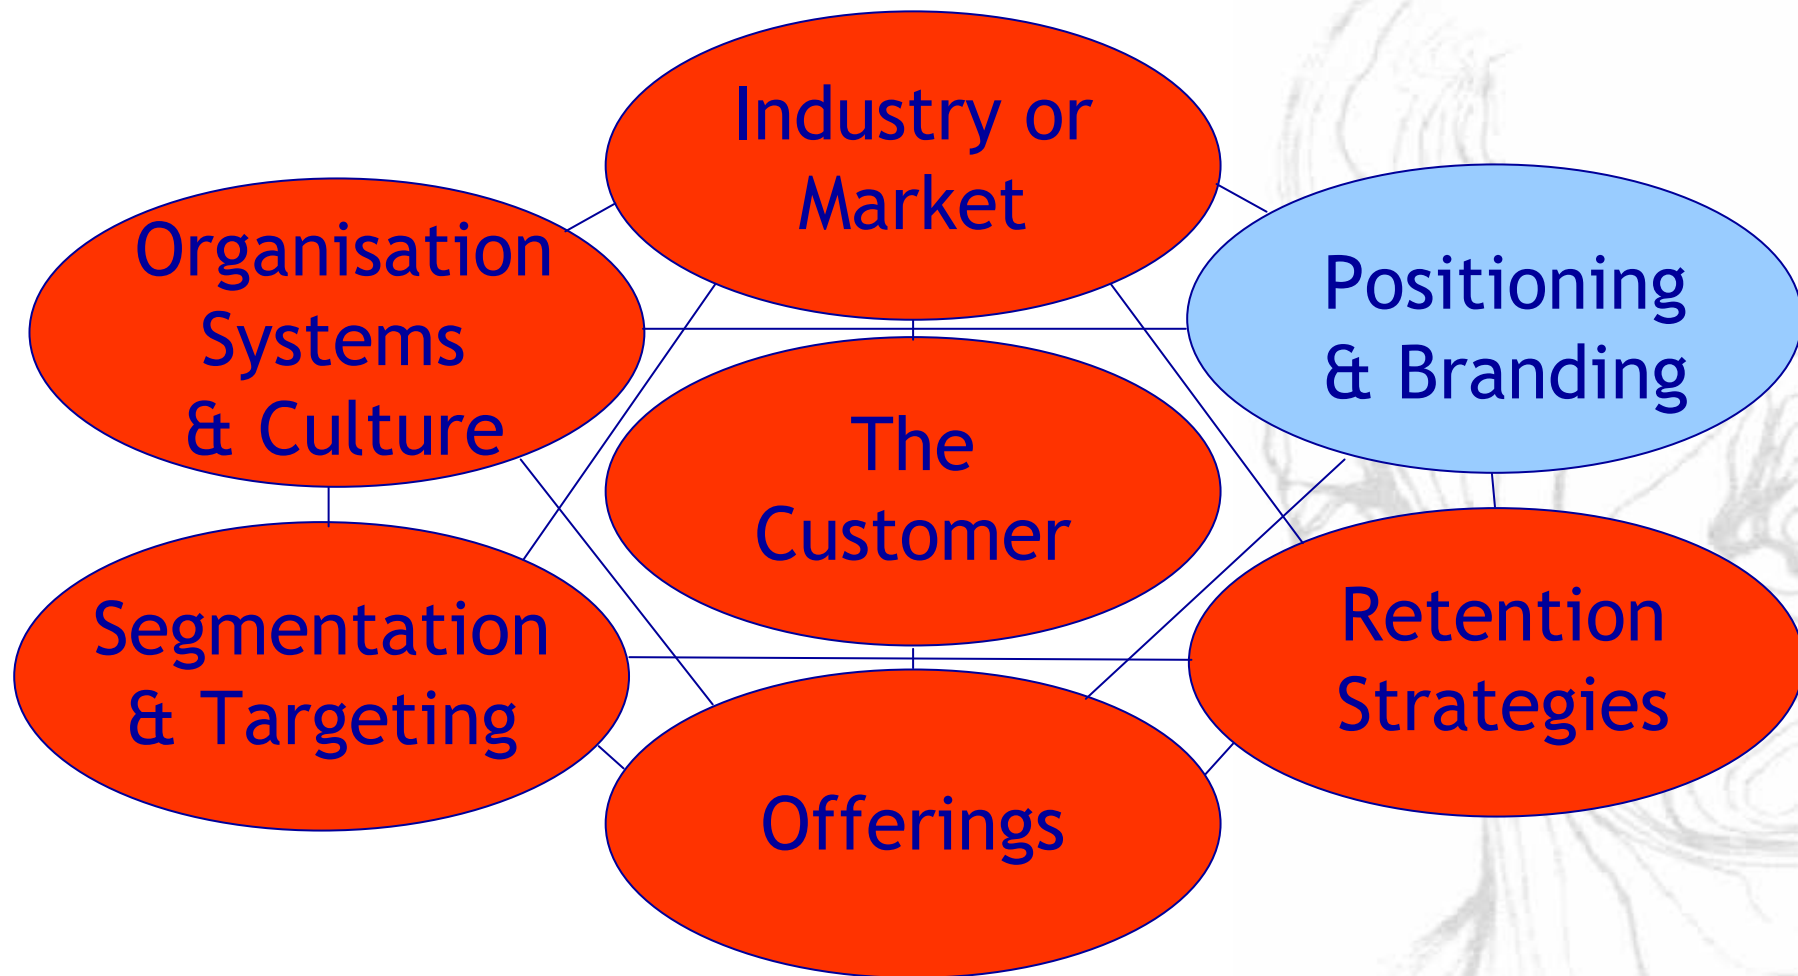 Industry or
Market
Organisation
Systems
& Culture
Positioning
& Branding
The
Customer
Segmentation
& Targeting
Retention
Strategies
Offerings